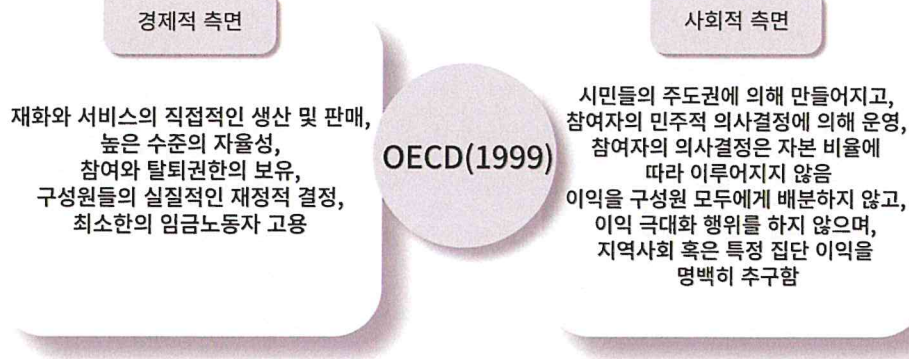 경제적 측면
재화와 서비스의 직접적인 생산 및 판매,
높은 수준의 자율성,
참여와 탈퇴권한의 보유,
구성원들의 실질적인 재정적 결정,
최소한의 임금노동자 고용
OECD(1999)
사회적 측면
시민들의 주도권에 의해 만들어지고,
참여자의 민주적 의사결정에 의해 운영,
참여자의 의사결정은 자본 비율에
따라 이루어지지 않음
이익을 구성원 모두에게 배분하지 않고,
이익 극대화 행위를 하지 않으며,
지역사회 혹은 특정 집단 이익을
명백히 추구함